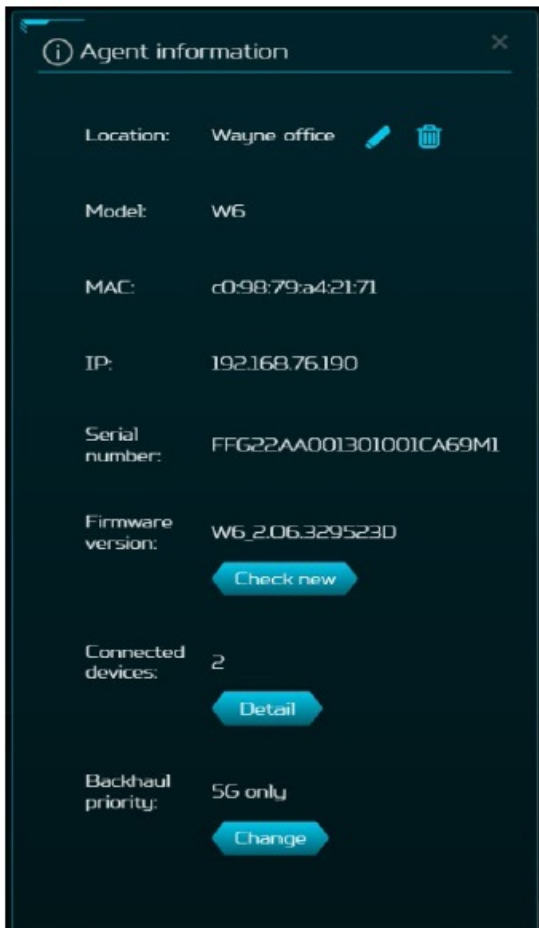 Agent information
Location: Wayne office
Model: W6
MAC: c0:98:79:a4:21:71
IP: 192.168.76.190
Serial number: FFG22AA001301001CA69M1
Firmware version: W6_2.06.329523D
Check new
Connected devices: 2
Detail
Backhaul priority: 5G only
Change